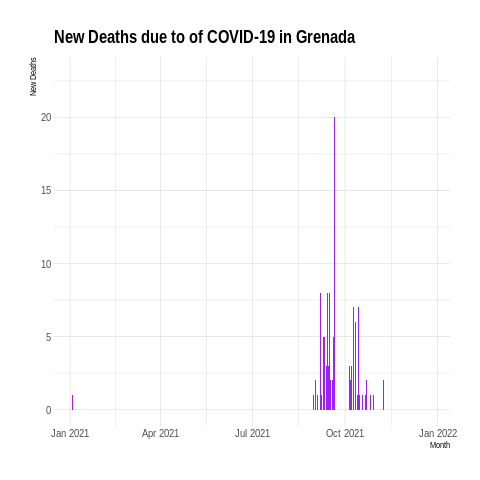 New Deaths due to of COVID-19 in Grenada
New Deaths
20
15
10
5
0
Jan 2021 Apr 2021 Jul 2021 Oct 2021 Jan 2022
Month